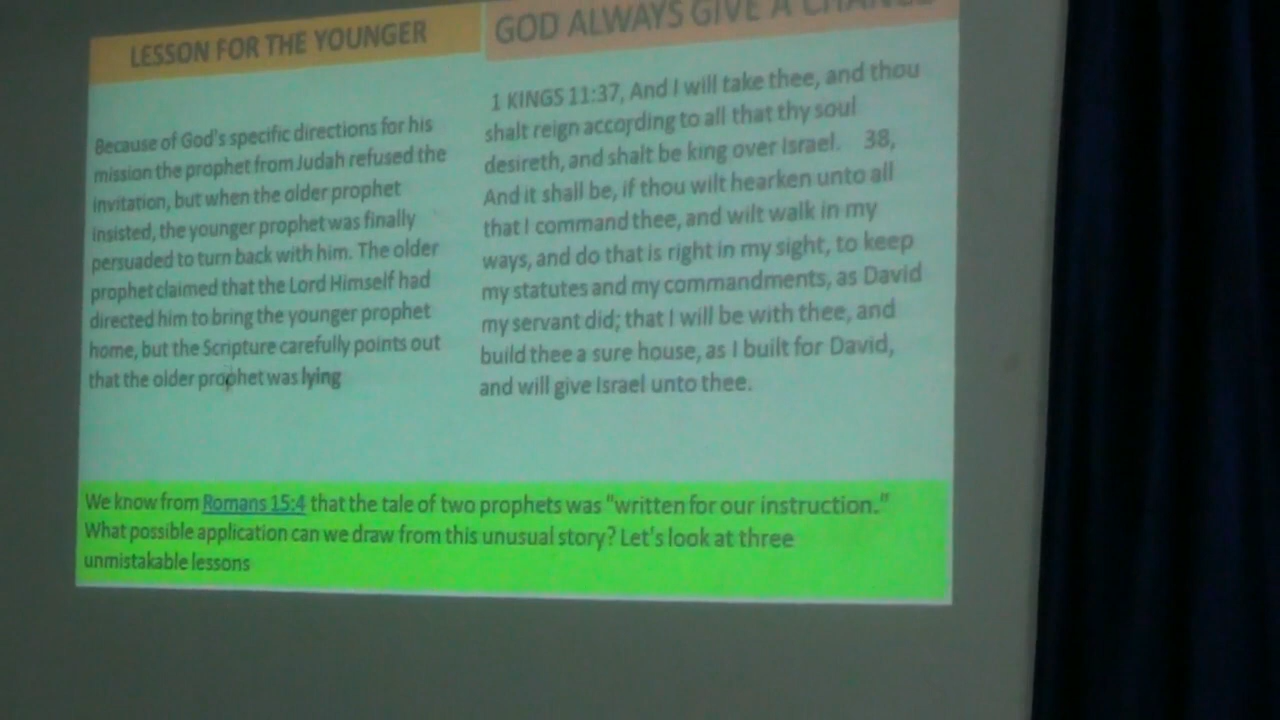 LESSON FOR THE YOUNGER
Because of God's specific directions for his
mission the prophet from Judah refused the
invitation, but when the older prophet
insisted, the younger prophet was finally
persuaded to turn back with him. The older
prophet claimed that the Lord Himself had
directed him to bring the younger prophet
home, but the Scripture carefully points out
that the older prophet was lying
GOD ALWAYS GIVE A CHANCE
1 KINGS 11:37, And I will take thee, and thou
shalt reign according to all that thy soul
desireth, and shalt be king over Israel. 38,
And it shall be, if thou wilt hearken unto all
that I command thee, and wilt walk in my
ways, and do that is right in my sight, to keep
my statutes and my commandments, as David
my servant did; that I will be with thee, and
build thee a sure house, as I built for David,
and will give Israel unto thee.
We know from Romans 15:4 that the tale of two prophets was "written for our instruction."
What possible application can we draw from this unusual story? Let's look at three
unmistakable lessons